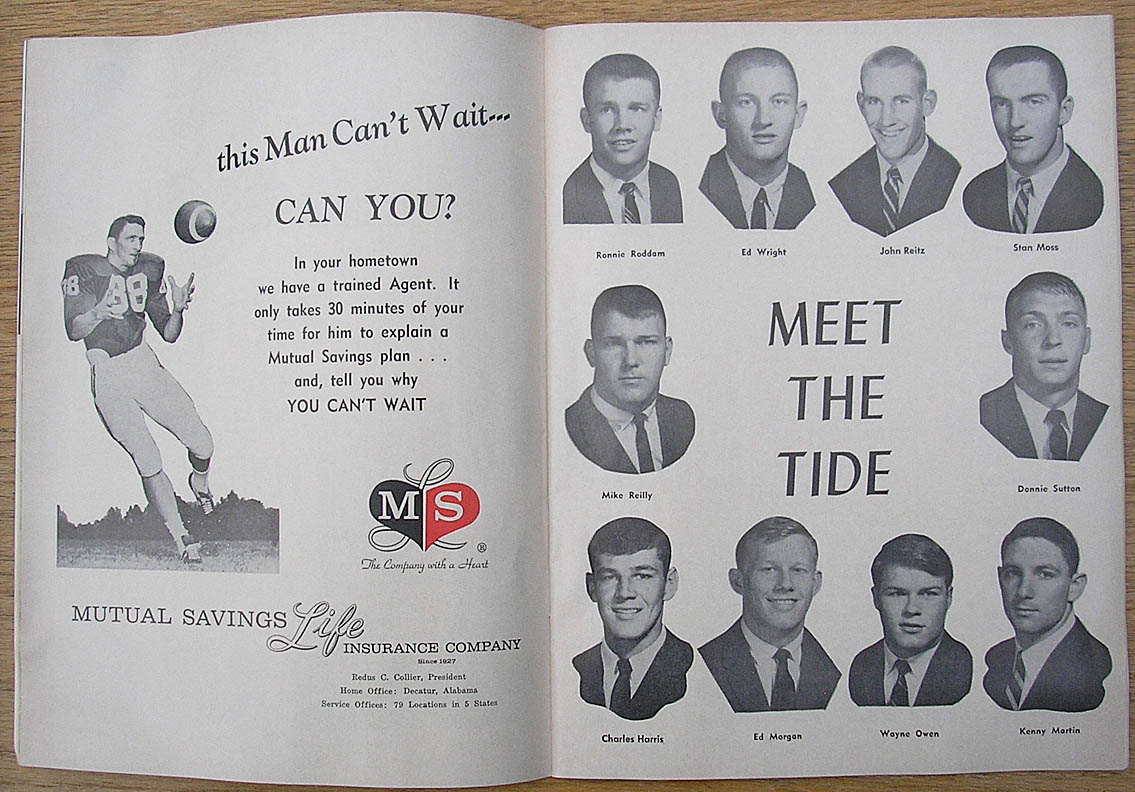 this Man Can't Wait---
CAN YOU?
In your hometown
we have a trained Agent. It
only takes 30 minutes of your
time for him to explain a
Mutual Savings plan . . .
and, tell you why
YOU CAN'T WAIT
88
M S
®
The Company with a Heart
MUTUAL SAVINGS Life
INSURANCE COMPANY
Since 1927
Redus C. Collier, President
Home Office: Decatur, Alabama
Service Offices: 79 Locations in 5 States
Ronnie Roddam
Ed Wright
John Reitz
Stan Moss
MEET
THE
TIDE
Mike Reilly
Donnie Sutton
Charles Harris
Ed Morgan
Wayne Owen
Kenny Martin